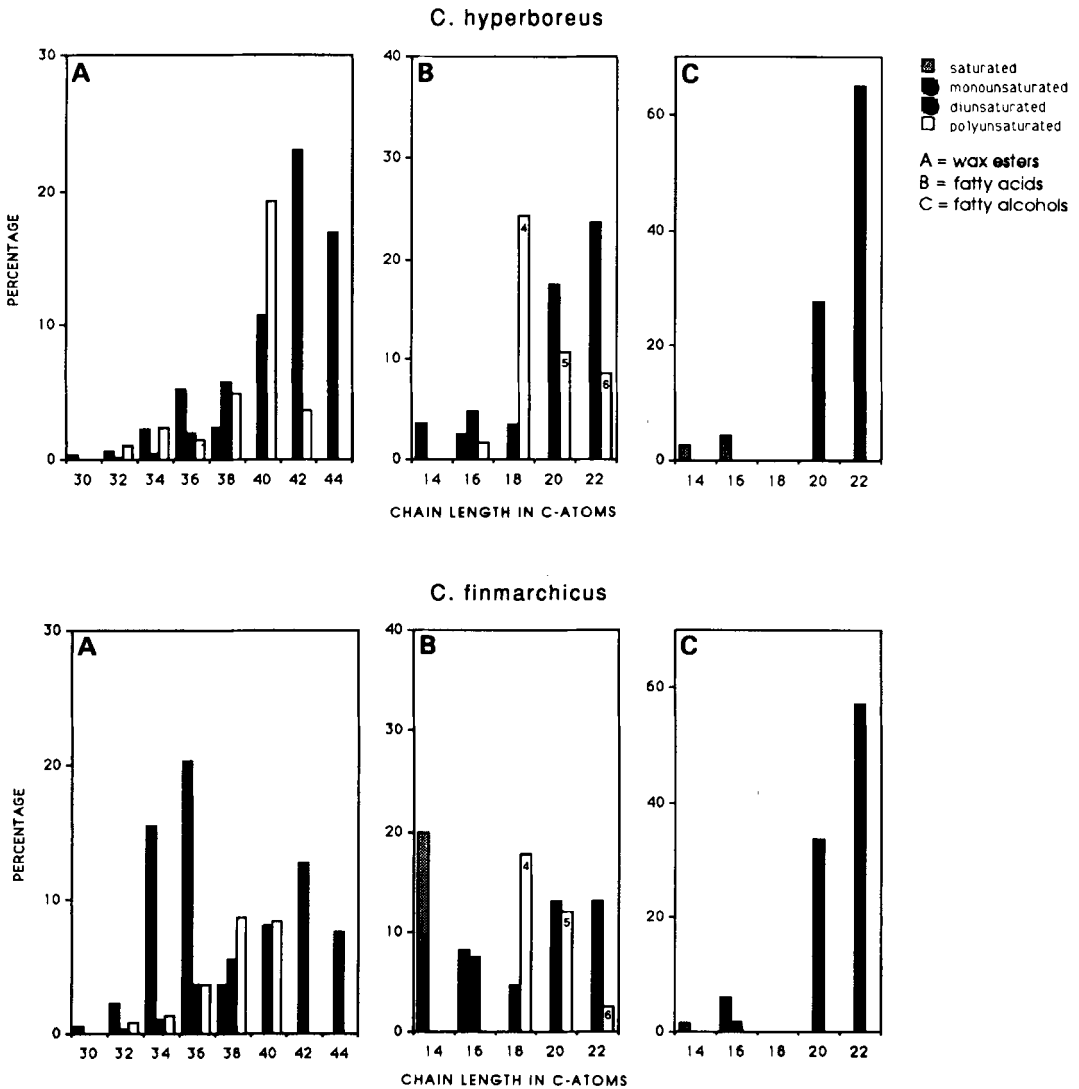 C. hyperboreus
30
20
10
0
PERCENTAGE
A
30 32 34 36 38 40 42 44
40
30
20
10
0
B
4
5
6
14 16 18 20 22
60
40
20
0
C
14 16 18 20 22
CHAIN LENGTH IN C-ATOMS
saturated
monounsaturated
diunsaturated
polyunsaturated
A = wax esters
B = fatty acids
C = fatty alcohols
C. finmarchicus
30
20
10
0
PERCENTAGE
A
30 32 34 36 38 40 42 44
40
30
20
10
0
B
4
5
6
14 16 18 20 22
60
40
20
0
C
14 16 18 20 22
CHAIN LENGTH IN C-ATOMS